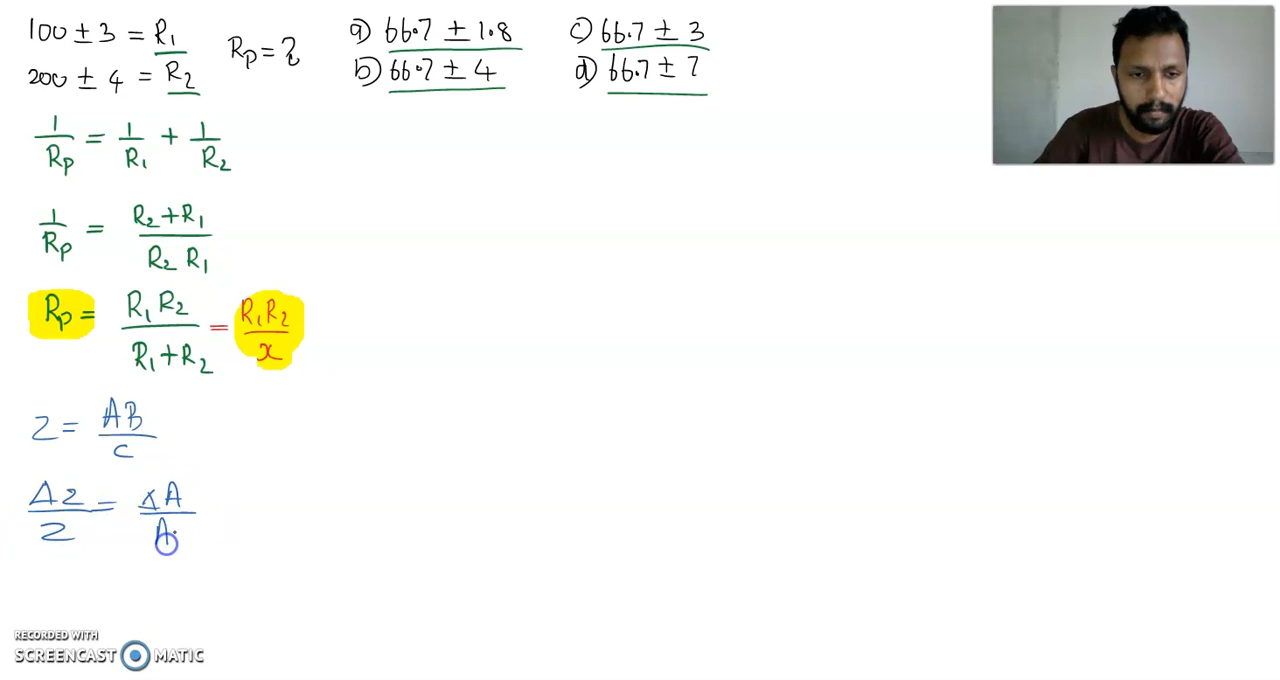 100 ± 3 = R₁
200 ± 4 = R₂
Rp = ?
a) 66.7 ± 1.8
b) 66.7 ± 4
c) 66.7 ± 3
d) 66.7 ± 7
1/Rp = 1/R₁ + 1/R₂
1/Rp = (R₂+R₁)/(R₂ R₁)
Rp = R₁R₂/(R₁+R₂) = R₁R₂/x
Z = AB/C
ΔZ/Z = ΔA/A
RECORDED WITH
SCREENCAST MATIC